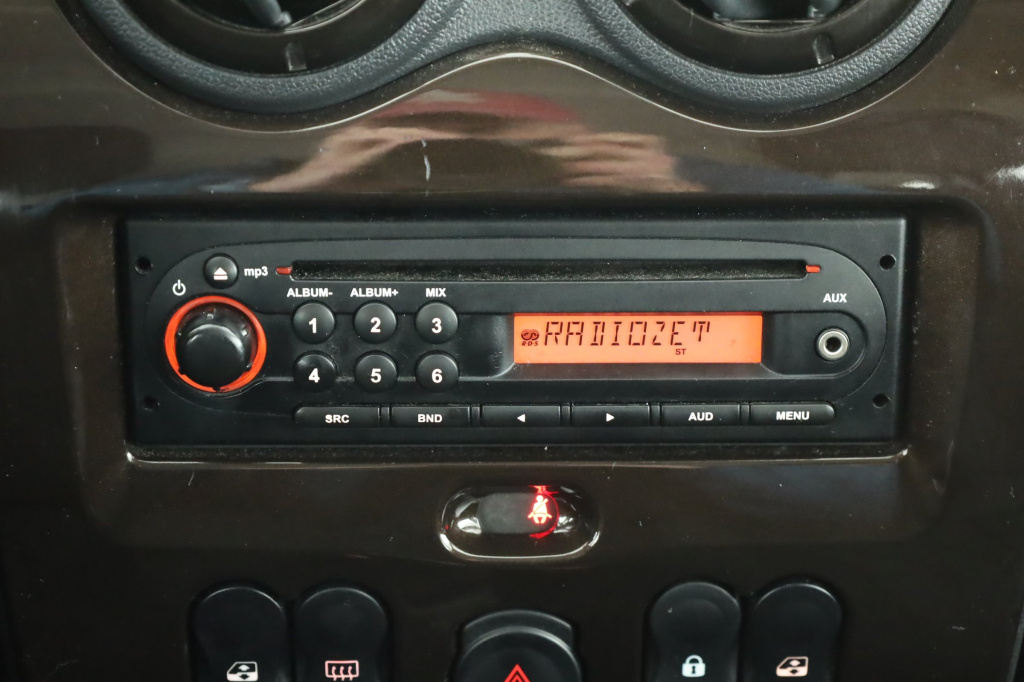 mp3
ALBUM- ALBUM+ MIX
AUX
1 2 3
RADIOZET
RDS
ST
4 5 6
SRC BND AUD MENU